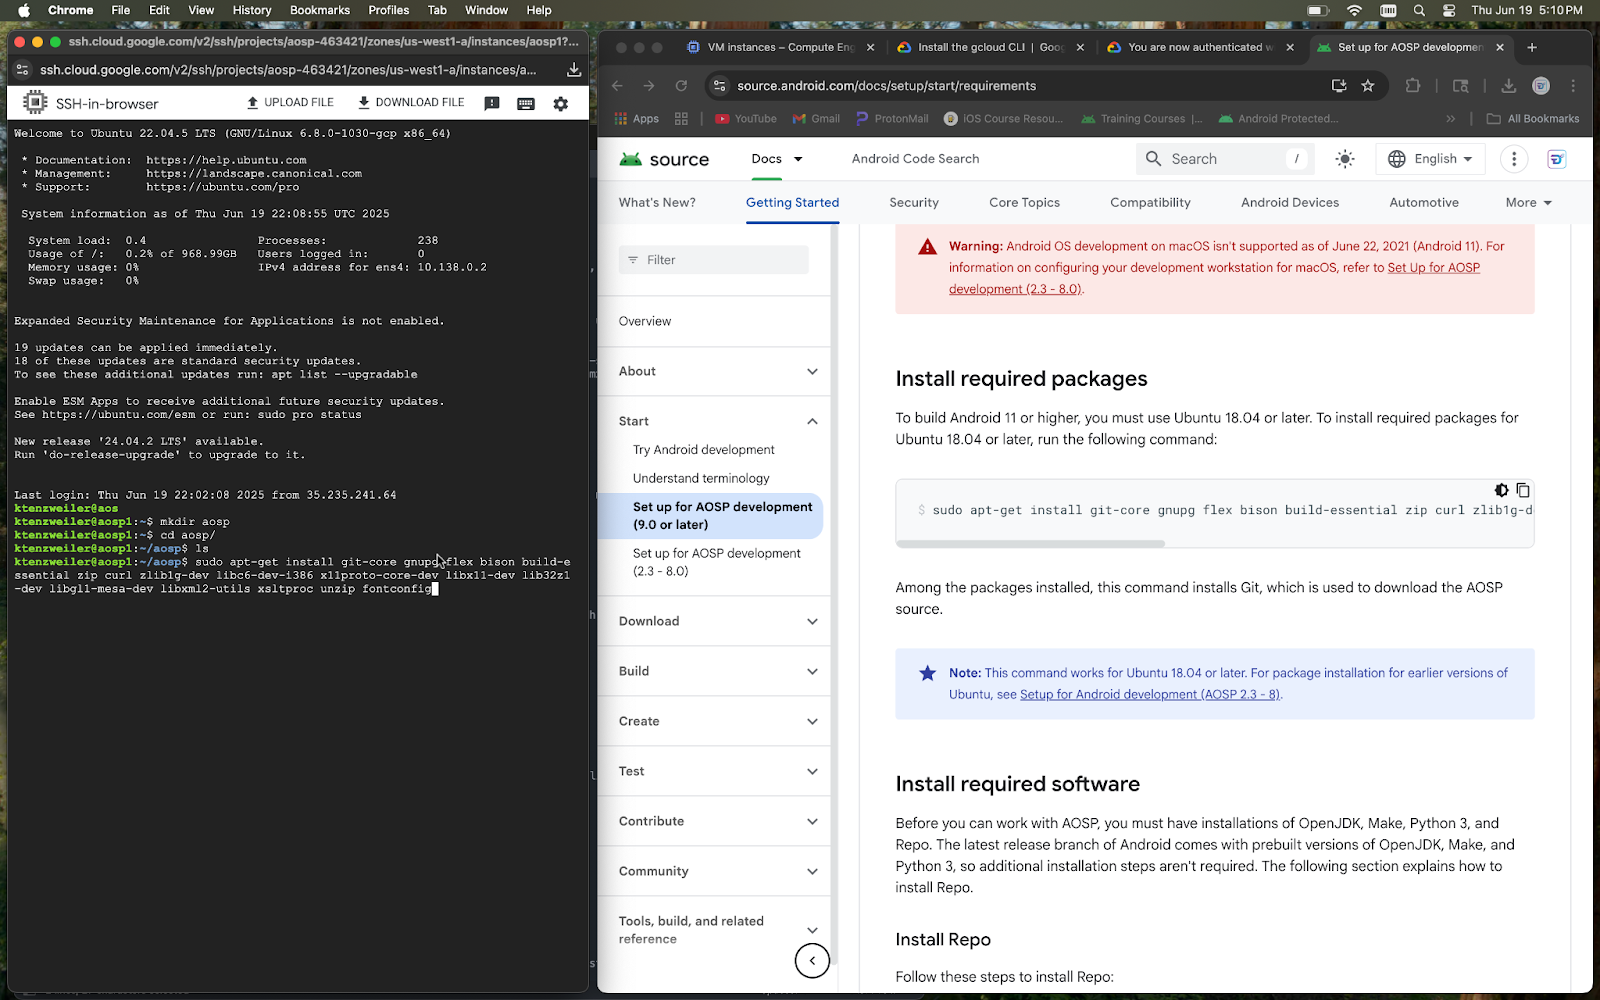 Chrome File Edit View History Bookmarks Profiles Tab Window Help
Thu Jun 19 5:10 PM
ssh.cloud.google.com/v2/ssh/projects/aosp-463421/zones/us-west1-a/instances/aosp1?...
ssh.cloud.google.com/v2/ssh/projects/aosp-463421/zones/us-west1-a/instances/a...
SSH-in-browser
UPLOAD FILE
DOWNLOAD FILE
Welcome to Ubuntu 22.04.5 LTS (GNU/Linux 6.8.0-1030-gcp x86_64)
* Documentation: https://help.ubuntu.com
* Management: https://landscape.canonical.com
* Support: https://ubuntu.com/pro
System information as of Thu Jun 19 22:08:55 UTC 2025
System load: 0.4 Processes: 238
Usage of /: 0.2% of 968.99GB Users logged in: 0
Memory usage: 0% IPv4 address for ens4: 10.138.0.2
Swap usage: 0%
Expanded Security Maintenance for Applications is not enabled.
19 updates can be applied immediately.
18 of these updates are standard security updates.
To see these additional updates run: apt list --upgradable
Enable ESM Apps to receive additional future security updates.
See https://ubuntu.com/esm or run: sudo pro status
New release '24.04.2 LTS' available.
Run 'do-release-upgrade' to upgrade to it.
Last login: Thu Jun 19 22:02:08 2025 from 35.235.241.64
ktenzweiler@aos
ktenzweiler@aosp1:~$ mkdir aosp
ktenzweiler@aosp1:~$ cd aosp/
ktenzweiler@aosp1:~/aosp$ ls
ktenzweiler@aosp1:~/aosp$ sudo apt-get install git-core gnupg flex bison build-e
ssential zip curl zlib1g-dev libc6-dev-i386 x11proto-core-dev libx11-dev lib32z1
-dev libgl1-mesa-dev libxml2-utils xsltproc unzip fontconfig
VM instances – Compute Eng
Install the gcloud CLI | Goog
You are now authenticated w
Set up for AOSP developmen
source.android.com/docs/setup/start/requirements
Apps
YouTube
Gmail
ProtonMail
iOS Course Resou...
Training Courses |...
Android Protected...
All Bookmarks
source
Docs
Android Code Search
Search
/
English
What's New?
Getting Started
Security
Core Topics
Compatibility
Android Devices
Automotive
More
Filter
Overview
About
Start
Try Android development
Understand terminology
Set up for AOSP development
(9.0 or later)
Set up for AOSP development
(2.3 - 8.0)
Download
Build
Create
Test
Contribute
Community
Tools, build, and related
reference
Warning: Android OS development on macOS isn't supported as of June 22, 2021 (Android 11). For
information on configuring your development workstation for macOS, refer to Set Up for AOSP
development (2.3 - 8.0).
Install required packages
To build Android 11 or higher, you must use Ubuntu 18.04 or later. To install required packages for
Ubuntu 18.04 or later, run the following command:
$ sudo apt-get install git-core gnupg flex bison build-essential zip curl zlib1g-d
Among the packages installed, this command installs Git, which is used to download the AOSP
source.
Note: This command works for Ubuntu 18.04 or later. For package installation for earlier versions of
Ubuntu, see Setup for Android development (AOSP 2.3 - 8).
Install required software
Before you can work with AOSP, you must have installations of OpenJDK, Make, Python 3, and
Repo. The latest release branch of Android comes with prebuilt versions of OpenJDK, Make, and
Python 3, so additional installation steps aren't required. The following section explains how to
install Repo.
Install Repo
Follow these steps to install Repo: